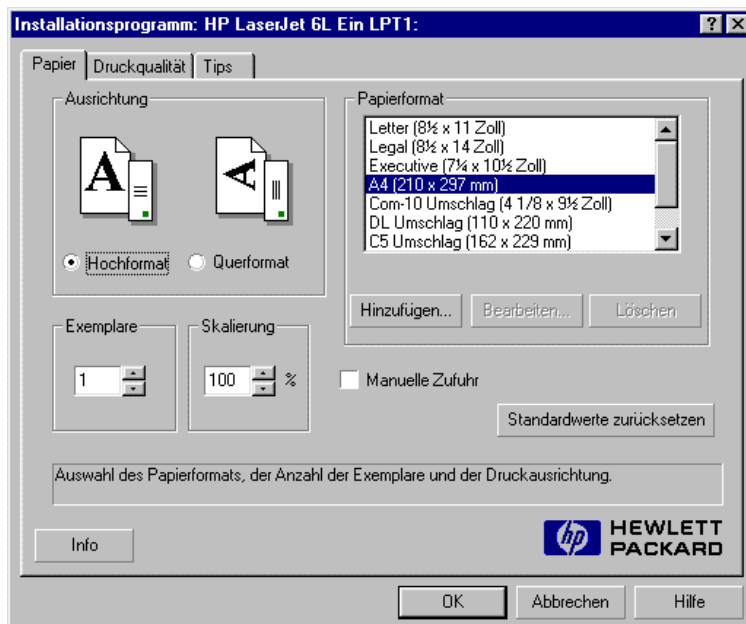 Installationsprogramm: HP LaserJet 6L Ein LPT1:
Papier Druckqualität Tips
Ausrichtung
A A
Hochformat Querformat
Papierformat
Letter (8½ x 11 Zoll)
Legal (8½ x 14 Zoll)
Executive (7¼ x 10½ Zoll)
A4 (210 x 297 mm)
Com-10 Umschlag (4 1/8 x 9½ Zoll)
DL Umschlag (110 x 220 mm)
C5 Umschlag (162 x 229 mm)
Hinzufügen... Bearbeiten... Löschen
Exemplare
1
Skalierung
100 %
Manuelle Zufuhr
Standardwerte zurücksetzen
Auswahl des Papierformats, der Anzahl der Exemplare und der Druckausrichtung.
Info
hp HEWLETT
PACKARD
OK Abbrechen Hilfe